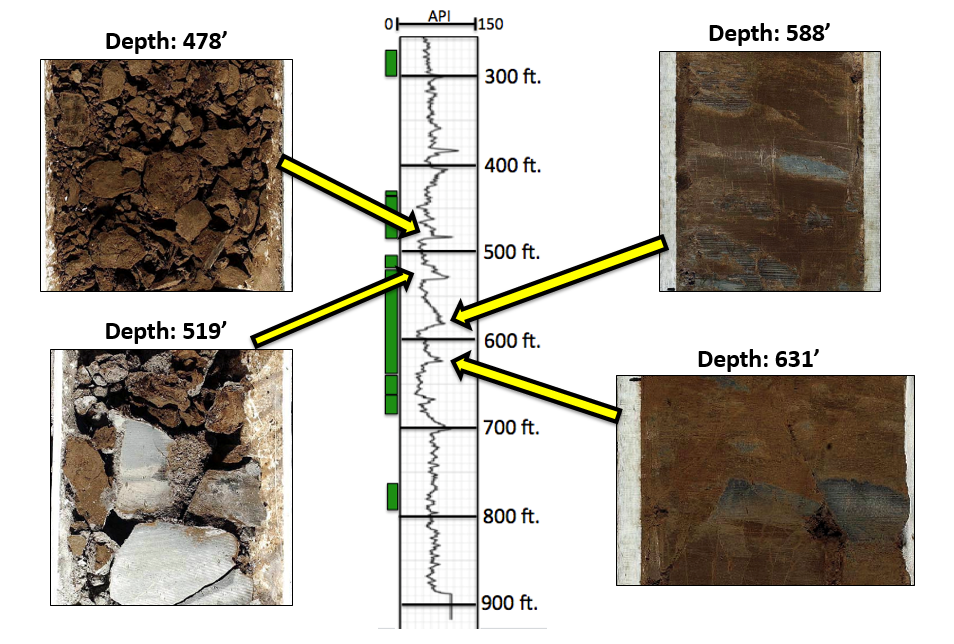 API
0 150
Depth: 478’
Depth: 588’
300 ft.
400 ft.
500 ft.
Depth: 519’
600 ft.
Depth: 631’
700 ft.
800 ft.
900 ft.